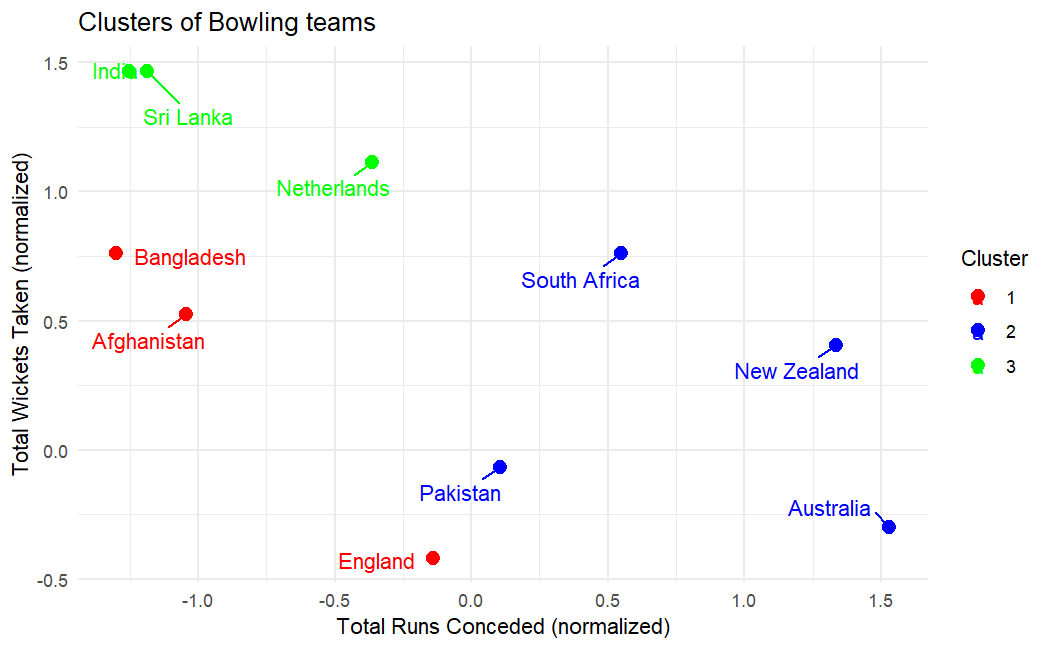 Clusters of Bowling teams
Total Wickets Taken (normalized)
1.5
1.0
0.5
0.0
-0.5
India
Sri Lanka
Netherlands
Bangladesh
South Africa
Afghanistan
New Zealand
Pakistan
Australia
England
-1.0
-0.5
0.0
0.5
1.0
1.5
Total Runs Conceded (normalized)
Cluster
1
2
3